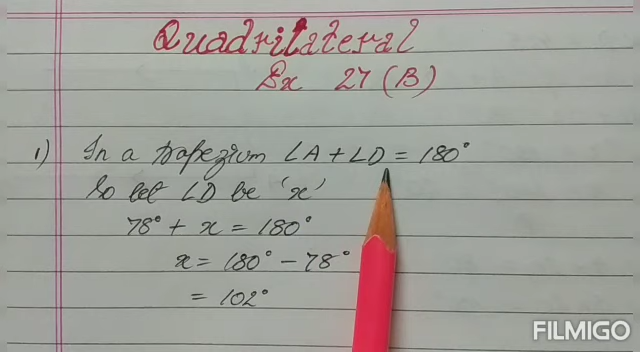 Quadrilateral
Ex 27 (B)
1) In a trapezium ∠A + ∠D = 180°
So let ∠D be 'x'
78° + x = 180°
x = 180° - 78°
= 102°
FILMIGO